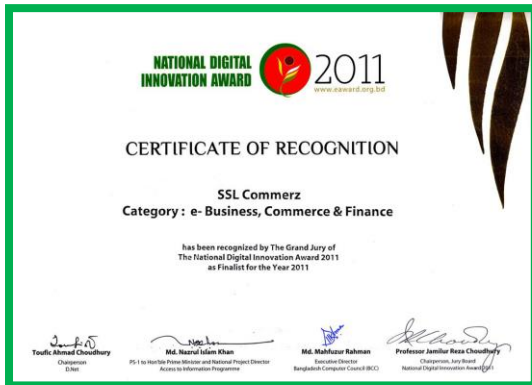 NATIONAL DIGITAL
INNOVATION AWARD
2011
www.eaward.org.bd
CERTIFICATE OF RECOGNITION
SSL Commerz
Category : e- Business, Commerce & Finance
has been recognized by The Grand Jury of
The National Digital Innovation Award 2011
as Finalist for the Year 2011
Toufic Ahmad Choudhury
Chairperson
D.Net
Md. Nazrul Islam Khan
PS-1 to Hon'ble Prime Minister and National Project Director
Access to Information Programme
Md. Mahfuzur Rahman
Executive Director
Bangladesh Computer Council (BCC)
Professor Jamilur Reza Choudhury
Chairperson, Jury Board
National Digital Innovation Award 2011